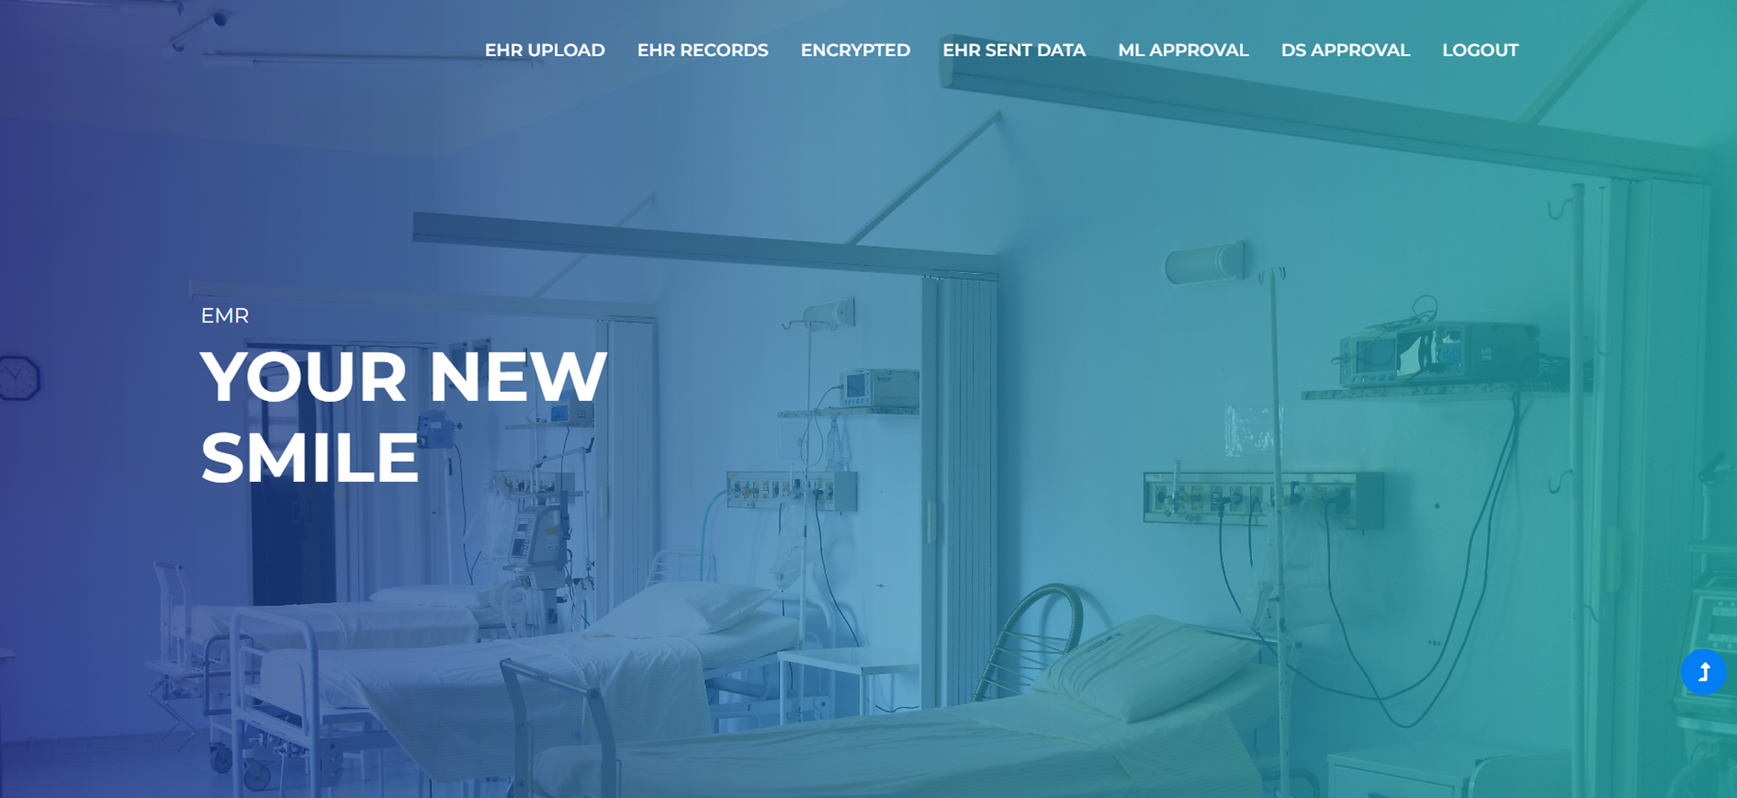 EHR UPLOAD EHR RECORDS ENCRYPTED EHR SENT DATA ML APPROVAL DS APPROVAL LOGOUT
EMR
YOUR NEW
SMILE